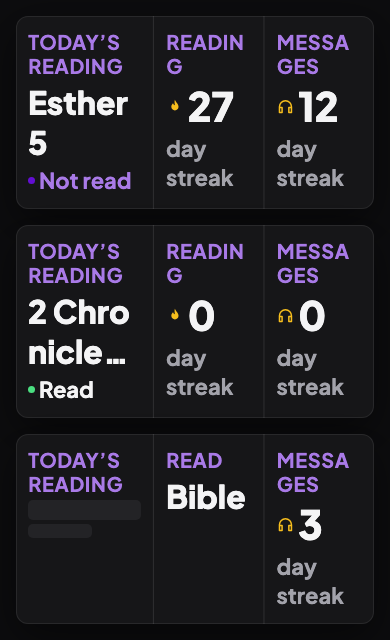 TODAY’S
READING
Esther
5
Not read
READIN
G
27
day
streak
MESSA
GES
12
day
streak
TODAY’S
READING
2 Chro
nicle…
Read
READIN
G
0
day
streak
MESSA
GES
0
day
streak
TODAY’S
READING
READ
Bible
MESSA
GES
3
day
streak